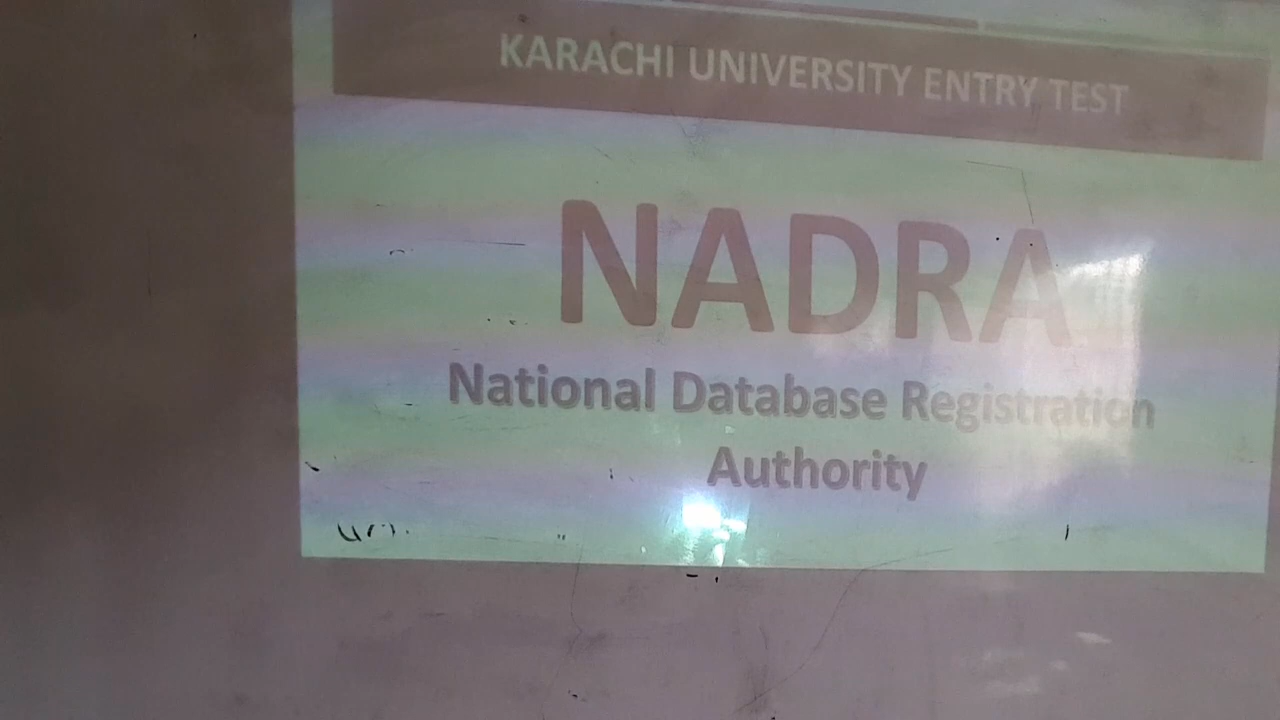 KARACHI UNIVERSITY ENTRY TEST
NADRA
National Database Registration
Authority